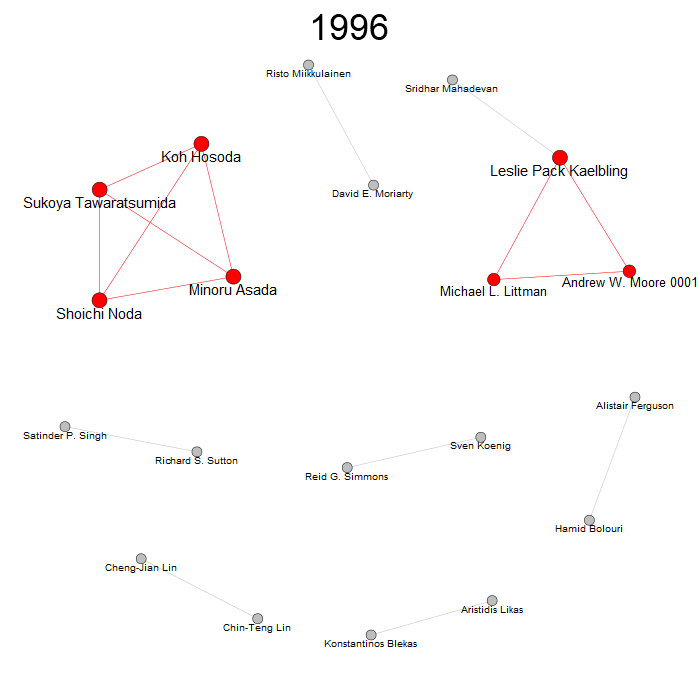 1996
Risto Miikkulainen
Sridhar Mahadevan
Koh Hosoda
Leslie Pack Kaelbling
David E. Moriarty
Sukoya Tawaratsumida
Minoru Asada
Michael L. Littman
Andrew W. Moore 0001
Shoichi Noda
Alistair Ferguson
Satinder P. Singh
Richard S. Sutton
Sven Koenig
Reid G. Simmons
Hamid Bolouri
Cheng-Jian Lin
Aristidis Likas
Chin-Teng Lin
Konstantinos Blekas